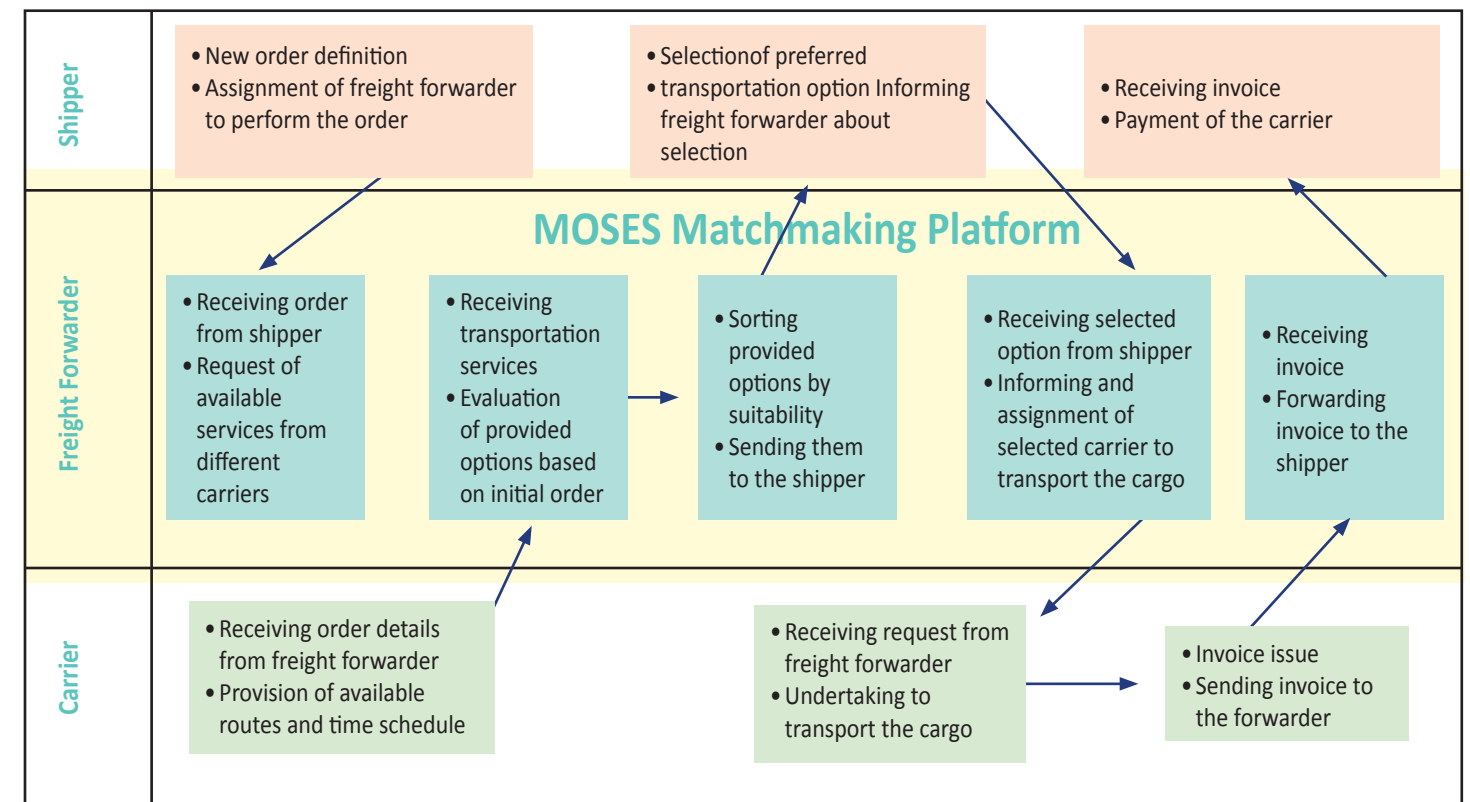 Shipper
• New order definition
• Assignment of freight forwarder
to perform the order
• Selectionof preferred
• transportation option Informing
freight forwarder about
selection
• Receiving invoice
• Payment of the carrier
MOSES Matchmaking Platform
Freight Forwarder
• Receiving order
from shipper
• Request of
available
services from
different
carriers
• Receiving
transportation
services
• Evaluation
of provided
options based
on initial order
• Sorting
provided
options by
suitability
• Sending them
to the shipper
• Receiving selected
option from shipper
• Informing and
assignment of
selected carrier to
transport the cargo
• Receiving
invoice
• Forwarding
invoice to the
shipper
Carrier
• Receiving order details
from freight forwarder
• Provision of available
routes and time schedule
• Receiving request from
freight forwarder
• Undertaking to
transport the cargo
• Invoice issue
• Sending invoice to
the forwarder